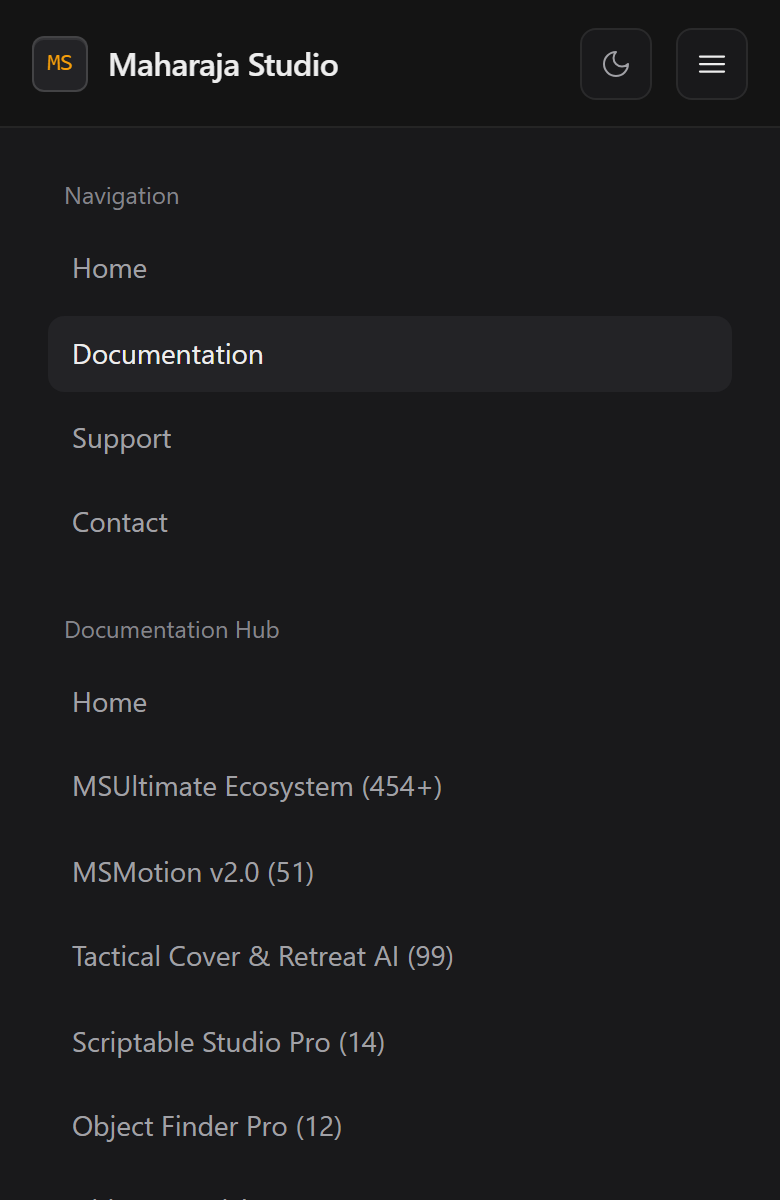 MS Maharaja Studio
Navigation
Home
Documentation
Support
Contact
Documentation Hub
Home
MSUltimate Ecosystem (454+)
MSMotion v2.0 (51)
Tactical Cover & Retreat AI (99)
Scriptable Studio Pro (14)
Object Finder Pro (12)